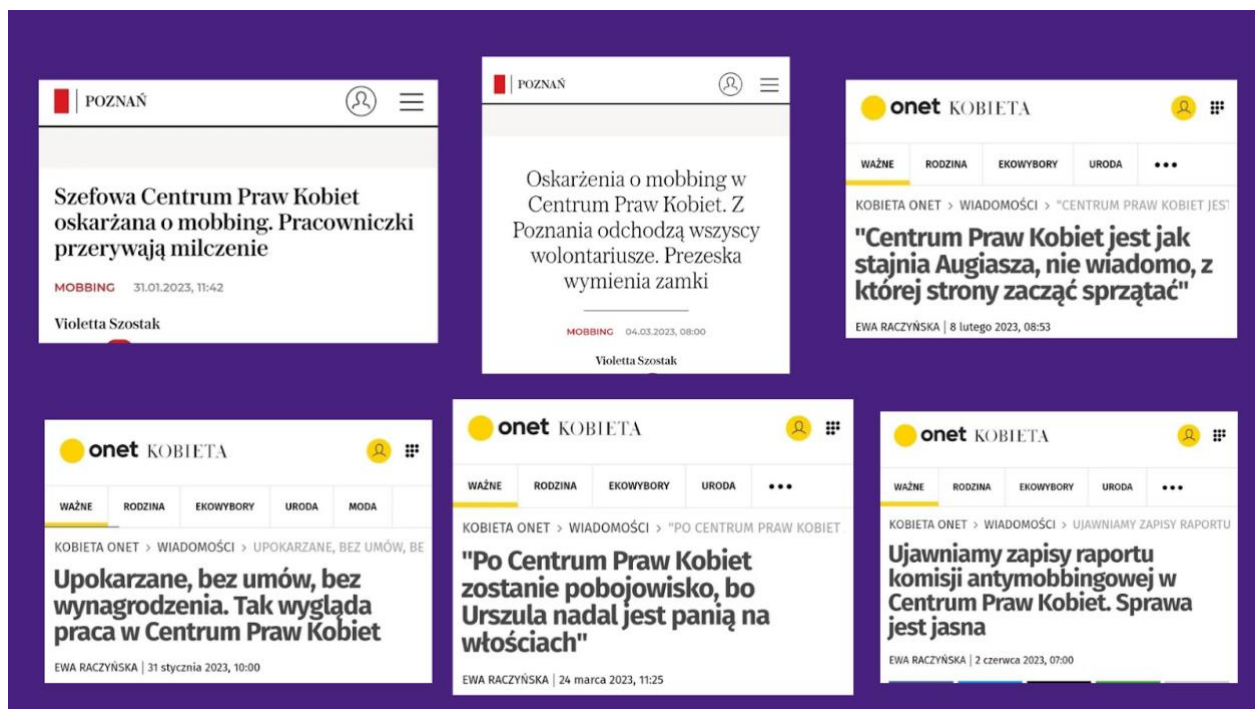 POZNAŃ
Szefowa Centrum Praw Kobiet
oskarżana o mobbing. Pracowniczki
przerywają milczenie
MOBBING 31.01.2023, 11:42
Violetta Szostak
POZNAŃ
Oskarżenia o mobbing w
Centrum Praw Kobiet. Z
Poznania odchodzą wszyscy
wolontariusze. Prezeska
wymienia zamki
MOBBING 04.03.2023, 08:00
Violetta Szostak
onet KOBIETA
WAŻNE RODZINA EKOWYBORY URODA
KOBIETA ONET > WIADOMOŚCI > "CENTRUM PRAW KOBIET JEST
"Centrum Praw Kobiet jest jak
stajnia Augiasza, nie wiadomo, z
której strony zacząć sprzątać"
EWA RACZYŃSKA | 8 lutego 2023, 08:53
onet KOBIETA
WAŻNE RODZINA EKOWYBORY URODA MODA
KOBIETA ONET > WIADOMOŚCI > UPOKARZANE, BEZ UMÓW, BE
Upokarzane, bez umów, bez
wynagrodzenia. Tak wygląda
praca w Centrum Praw Kobiet
EWA RACZYŃSKA | 31 stycznia 2023, 10:00
onet KOBIETA
WAŻNE RODZINA EKOWYBORY URODA
KOBIETA ONET > WIADOMOŚCI > "PO CENTRUM PRAW KOBIET
"Po Centrum Praw Kobiet
zostanie pobojowisko, bo
Urszula nadal jest panią na
włościach"
EWA RACZYŃSKA | 24 marca 2023, 11:25
onet KOBIETA
WAŻNE RODZINA EKOWYBORY URODA
KOBIETA ONET > WIADOMOŚCI > UJAWNIAMY ZAPISY RAPORTU
Ujawniamy zapisy raportu
komisji antymobbingowej w
Centrum Praw Kobiet. Sprawa
jest jasna
EWA RACZYŃSKA | 2 czerwca 2023, 07:00